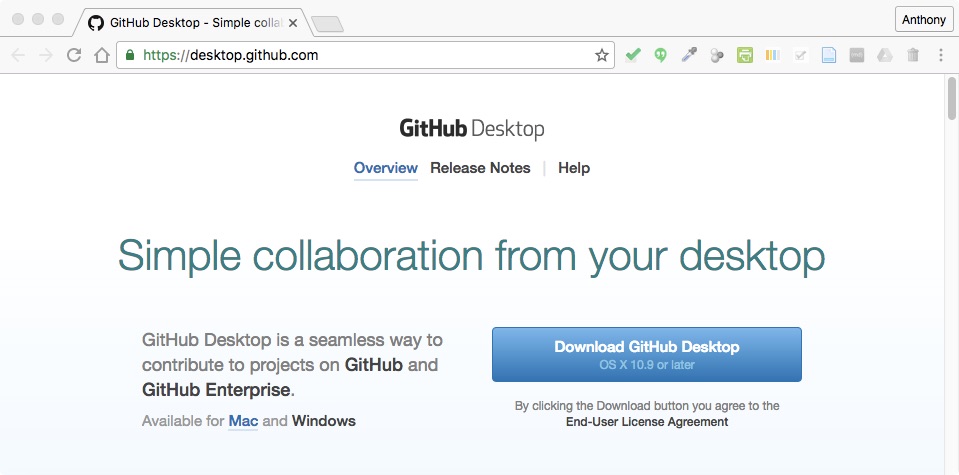 GitHub Desktop - Simple colla
Anthony
https://desktop.github.com
GitHub Desktop
Overview Release Notes | Help
Simple collaboration from your desktop
GitHub Desktop is a seamless way to
contribute to projects on GitHub and
GitHub Enterprise.
Available for Mac and Windows
Download GitHub Desktop
OS X 10.9 or later
By clicking the Download button you agree to the
End-User License Agreement